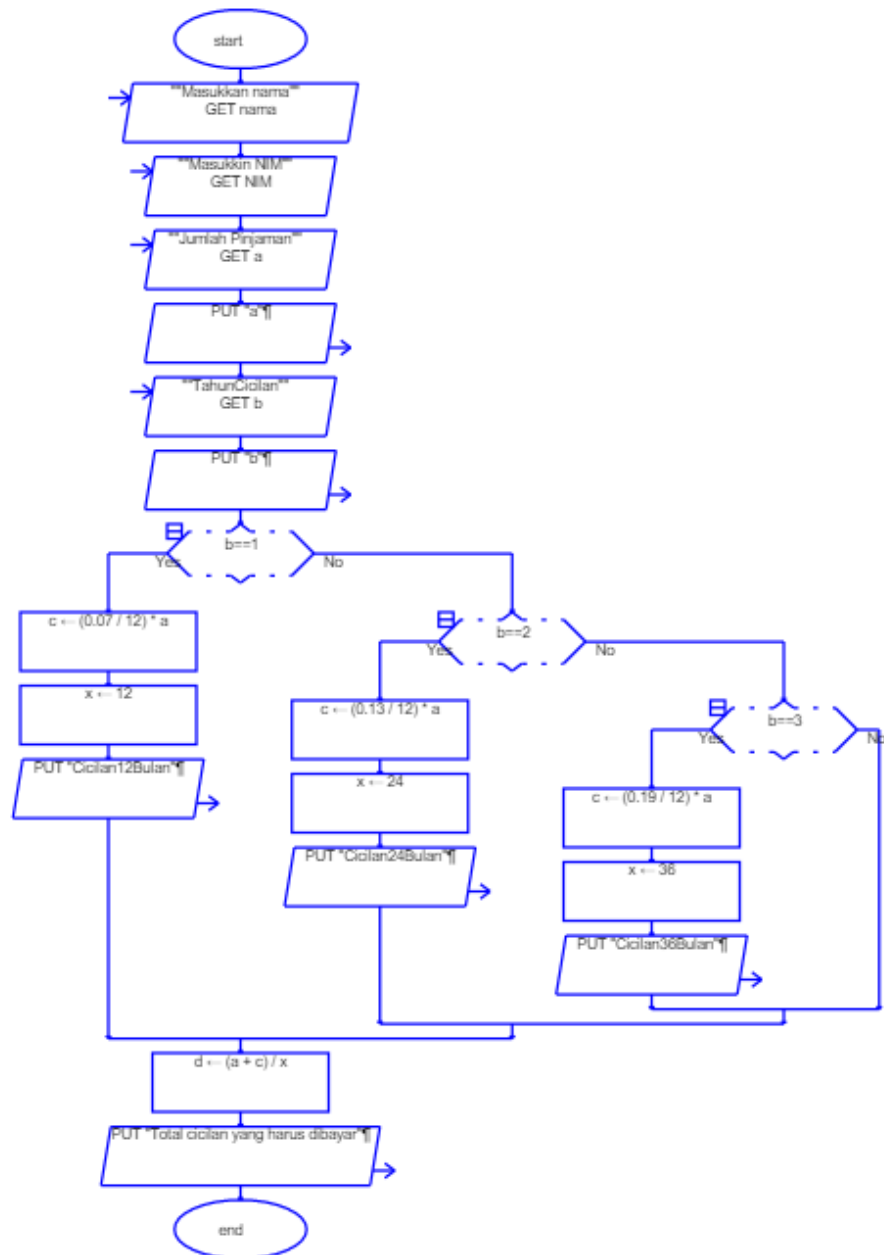 start
""Masukkan nama""
GET nama
""Masukkin NIM""
GET NIM
""Jumlah Pinjaman""
GET a
PUT "a"¶
""TahunCicilan""
GET b
PUT "b"¶
b==1
Yes
No
c ← (0.07 / 12) * a
x ← 12
PUT "Cicilan12Bulan"¶
b==2
Yes
No
c ← (0.13 / 12) * a
x ← 24
PUT "Cicilan24Bulan"¶
b==3
Yes
No
c ← (0.19 / 12) * a
x ← 36
PUT "Cicilan36Bulan"¶
d ← (a + c) / x
PUT "Total cicilan yang harus dibayar"¶
end